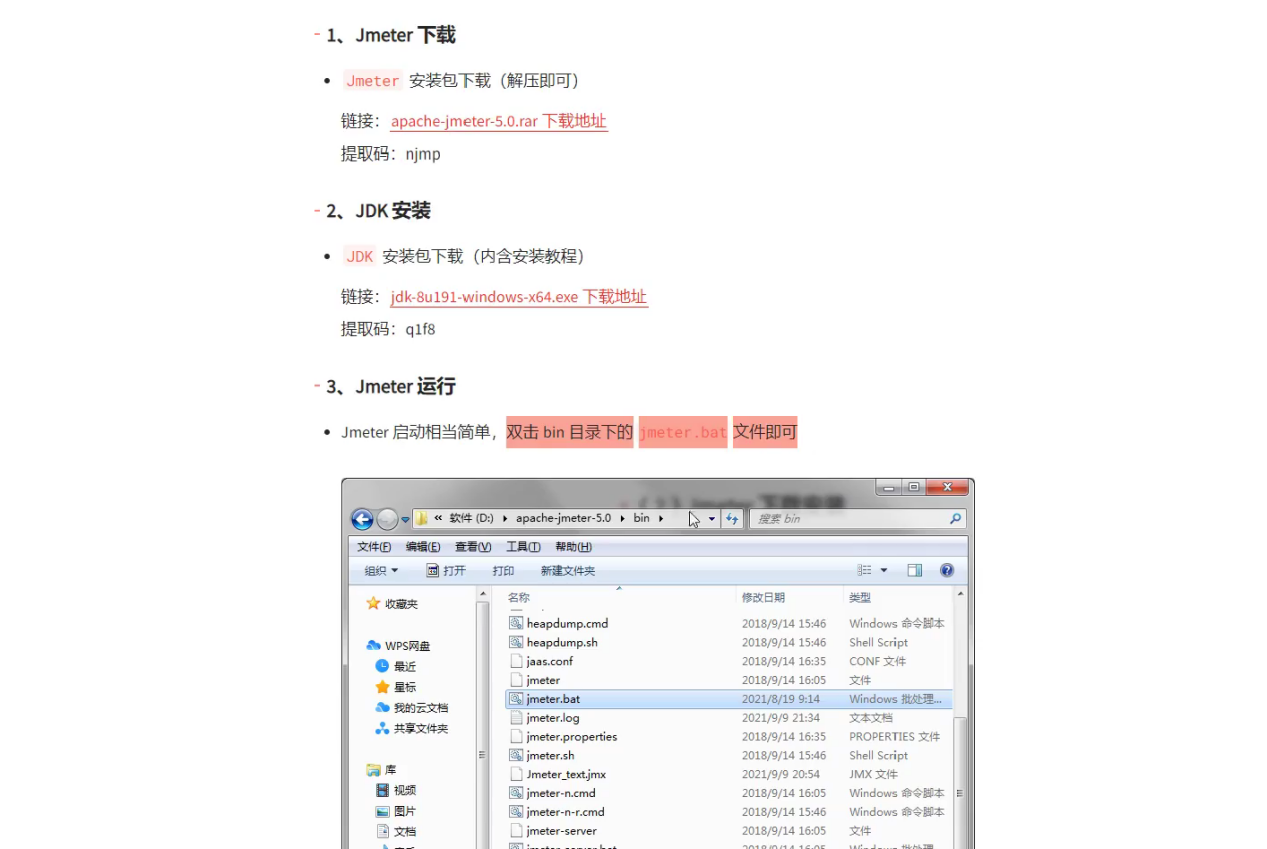 - 1、Jmeter 下载
• Jmeter 安装包下载（解压即可）
链接：apache-jmeter-5.0.rar 下载地址
提取码：njmp
- 2、JDK 安装
• JDK 安装包下载（内含安装教程）
链接：jdk-8u191-windows-x64.exe 下载地址
提取码：q1f8
- 3、Jmeter 运行
• Jmeter 启动相当简单，双击 bin 目录下的 jmeter.bat 文件即可
« 软件 (D:) ▸ apache-jmeter-5.0 ▸ bin ▸ 搜索 bin
文件(F) 编辑(E) 查看(V) 工具(T) 帮助(H)
组织 打开 打印 新建文件夹
收藏夹
WPS网盘
最近
星标
我的云文档
共享文件夹
库
视频
图片
文档
名称 修改日期 类型
heapdump.cmd 2018/9/14 15:46 Windows 命令脚本
heapdump.sh 2018/9/14 15:46 Shell Script
jaas.conf 2018/9/14 16:35 CONF 文件
jmeter 2018/9/14 16:05 文件
jmeter.bat 2021/8/19 9:14 Windows 批处理...
jmeter.log 2021/9/9 21:34 文本文档
jmeter.properties 2018/9/14 16:35 PROPERTIES 文件
jmeter.sh 2018/9/14 15:46 Shell Script
Jmeter_text.jmx 2021/9/9 20:54 JMX 文件
jmeter-n.cmd 2018/9/14 16:05 Windows 命令脚本
jmeter-n-r.cmd 2018/9/14 15:46 Windows 命令脚本
jmeter-server 2018/9/14 16:05 文件